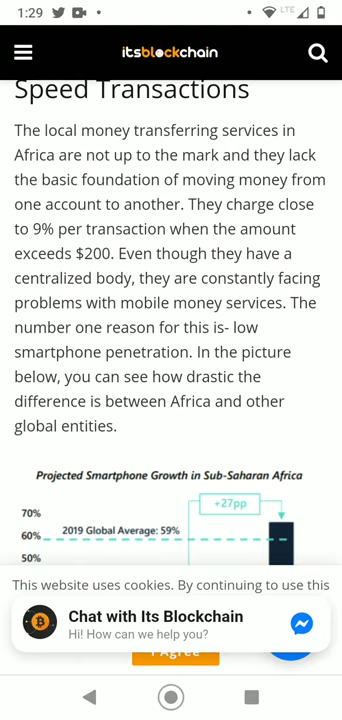 1:29
LTE
itsblockchain
Speed Transactions
The local money transferring services in
Africa are not up to the mark and they lack
the basic foundation of moving money from
one account to another. They charge close
to 9% per transaction when the amount
exceeds $200. Even though they have a
centralized body, they are constantly facing
problems with mobile money services. The
number one reason for this is- low
smartphone penetration. In the picture
below, you can see how drastic the
difference is between Africa and other
global entities.
Projected Smartphone Growth in Sub-Saharan Africa
+27pp
70%
2019 Global Average: 59%
60%
50%
This website uses cookies. By continuing to use this
Chat with Its Blockchain
Hi! How can we help you?
I Agree